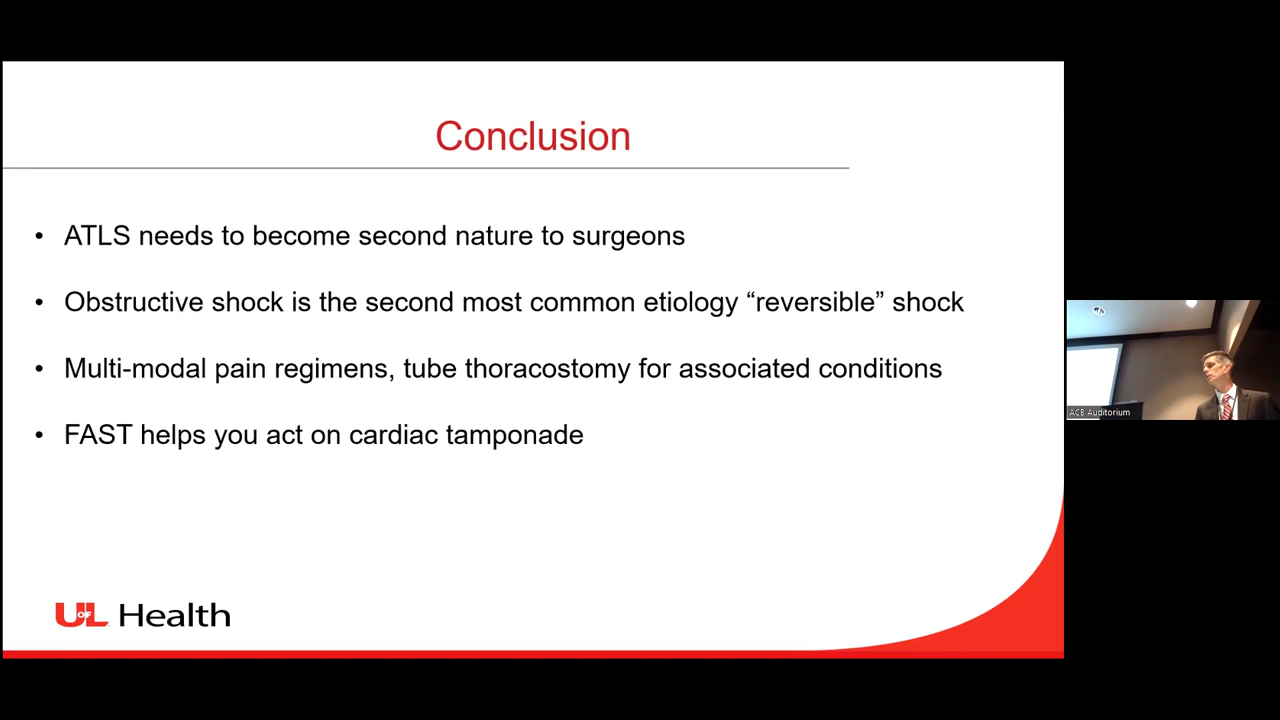 Conclusion
• ATLS needs to become second nature to surgeons
• Obstructive shock is the second most common etiology “reversible” shock
• Multi-modal pain regimens, tube thoracostomy for associated conditions
• FAST helps you act on cardiac tamponade
UofL Health
ACB Auditorium